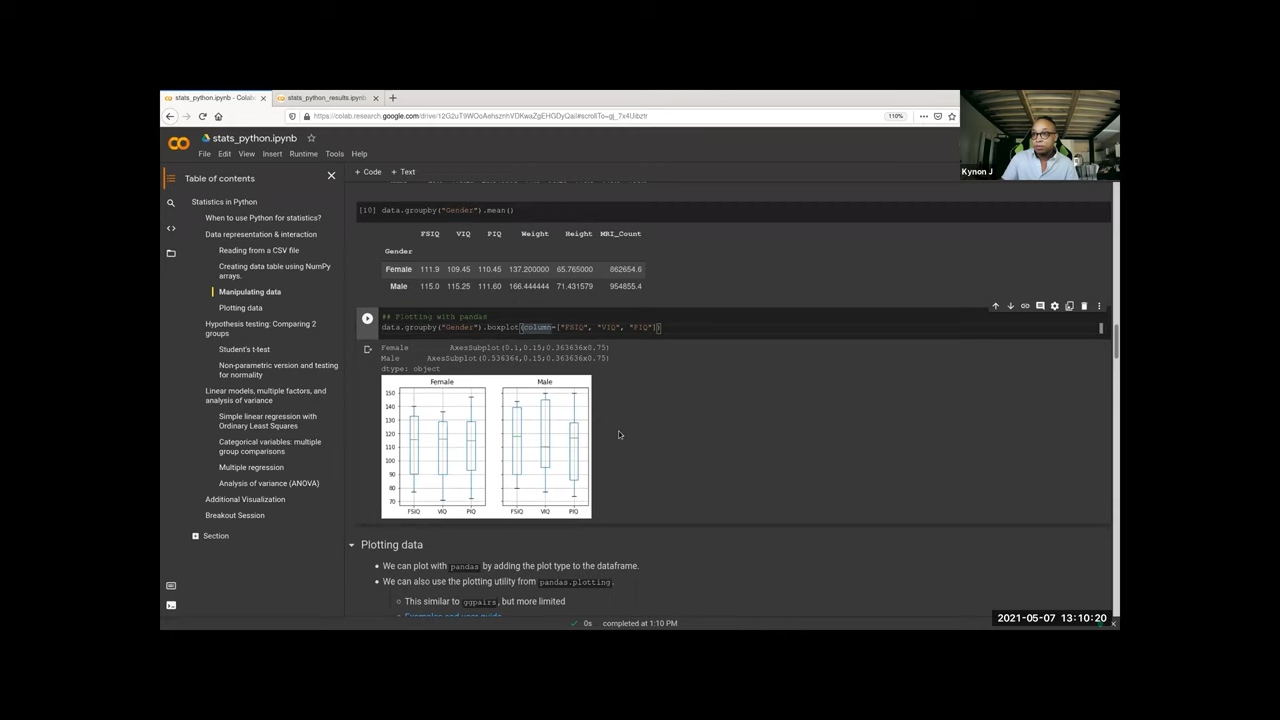 stats_python.ipynb - Colab
stats_python_results.ipynb
110%
stats_python.ipynb
File Edit View Insert Runtime Tools Help
Kynon J
Table of contents
+ Code + Text
Statistics in Python
When to use Python for statistics?
Data representation & interaction
Reading from a CSV file
Creating data table using NumPy
arrays.
Manipulating data
Plotting data
Hypothesis testing: Comparing 2
groups
Student's t-test
Non-parametric version and testing
for normality
Linear models, multiple factors, and
analysis of variance
Simple linear regression with
Ordinary Least Squares
Categorical variables: multiple
group comparisons
Multiple regression
Analysis of variance (ANOVA)
Additional Visualization
Breakout Session
Section
[10] data.groupby("Gender").mean()
FSIQ VIQ PIQ Weight Height MRI_Count
Gender
Female 111.9 109.45 110.45 137.200000 65.765000 862654.6
Male 115.0 115.25 111.60 166.444444 71.431579 954855.4
## Plotting with pandas
data.groupby("Gender").boxplot(column=["FSIQ", "VIQ", "PIQ"])
Female AxesSubplot(0.1,0.15;0.363636x0.75)
Male AxesSubplot(0.536364,0.15;0.363636x0.75)
dtype: object
Female Male
150
140
130
120
110
100
90
80
70
FSIQ VIQ PIQ FSIQ VIQ PIQ
Plotting data
We can plot with pandas by adding the plot type to the dataframe.
We can also use the plotting utility from pandas.plotting.
This similar to ggpairs, but more limited
0s completed at 1:10 PM
2021-05-07 13:10:20